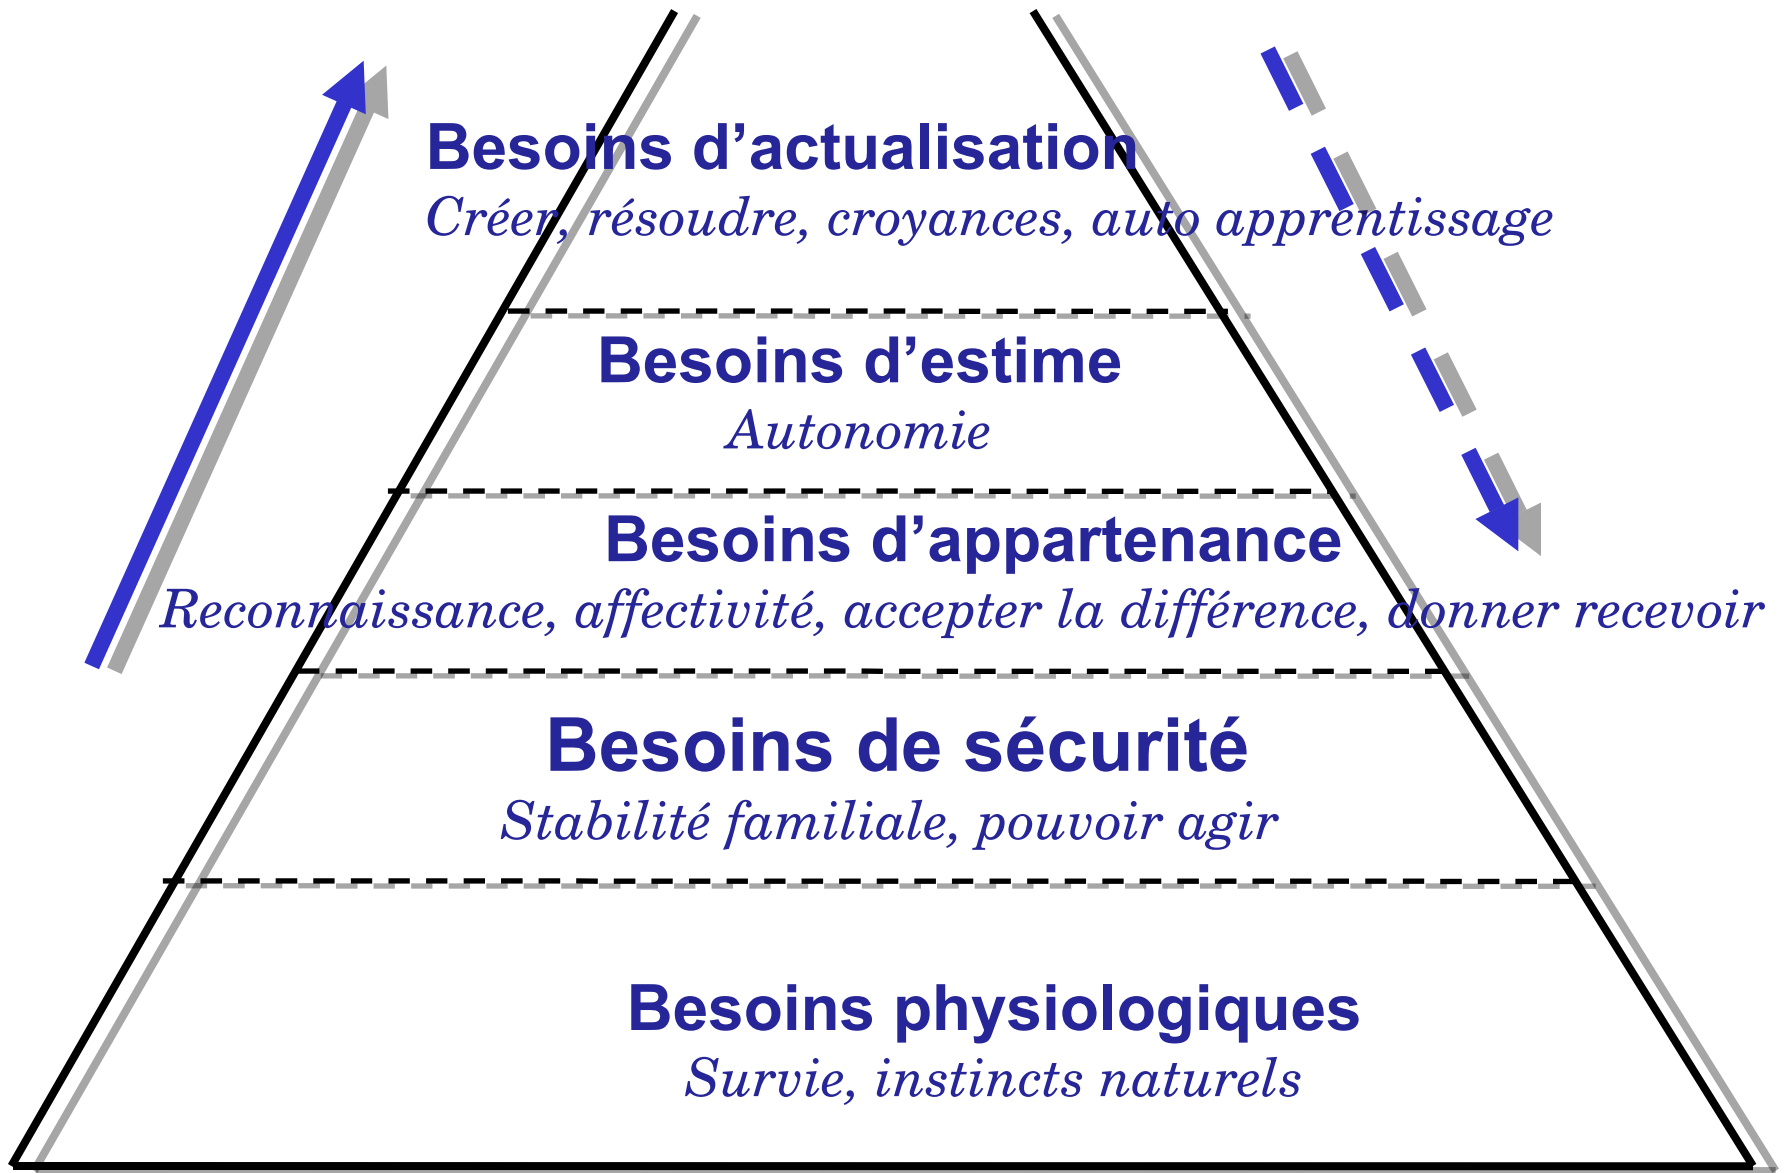 Besoins d’actualisation
Créer, résoudre, croyances, auto apprentissage
Besoins d’estime
Autonomie
Besoins d’appartenance
Reconnaissance, affectivité, accepter la différence, donner recevoir
Besoins de sécurité
Stabilité familiale, pouvoir agir
Besoins physiologiques
Survie, instincts naturels